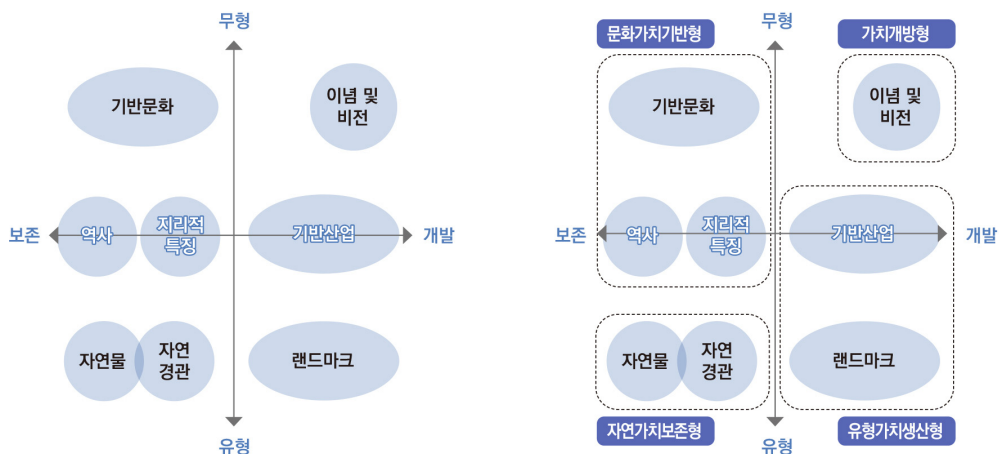 무형
기반문화
이념 및
비전
보존
역사
지리적
특징
기반산업
개발
자연물
자연
경관
랜드마크
유형
문화가치기반형
무형
가치개방형
기반문화
이념 및
비전
보존
역사
지리적
특징
기반산업
개발
자연물
자연
경관
랜드마크
자연가치보존형
유형
유형가치생산형